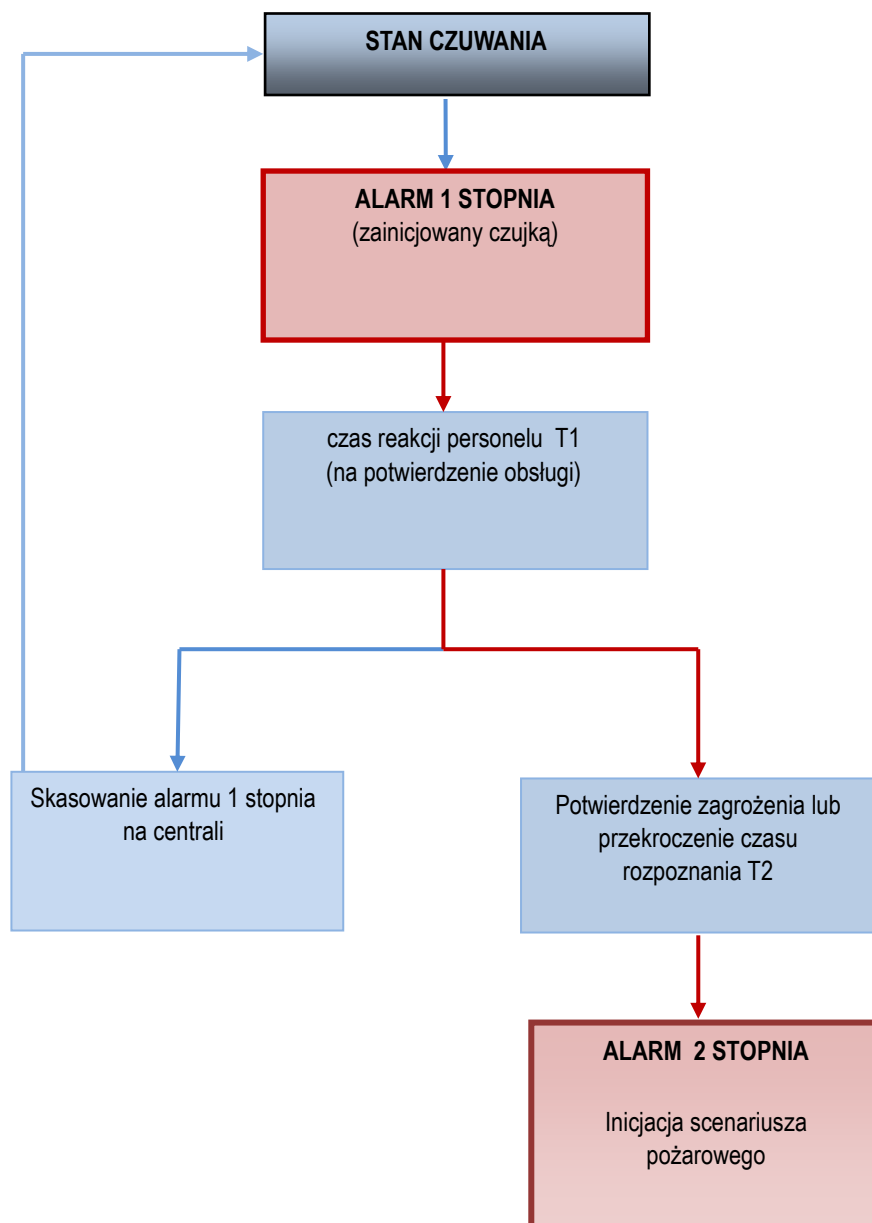 STAN CZUWANIA
ALARM 1 STOPNIA
(zainicjowany czujką)
czas reakcji personelu  T1
(na potwierdzenie obsługi)
Skasowanie alarmu 1 stopnia
na centrali
Potwierdzenie zagrożenia lub
przekroczenie czasu
rozpoznania T2
ALARM  2 STOPNIA
Inicjacja scenariusza
pożarowego